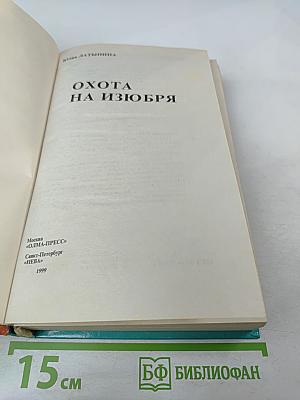 Юлия ЛАТЫНИНА
ОХОТА
НА ИЗЮБРЯ
Москва
«ОЛМА-ПРЕСС»
Санкт-Петербург
«НЕВА»
1999
15 см
БФ БИБЛИОФАН